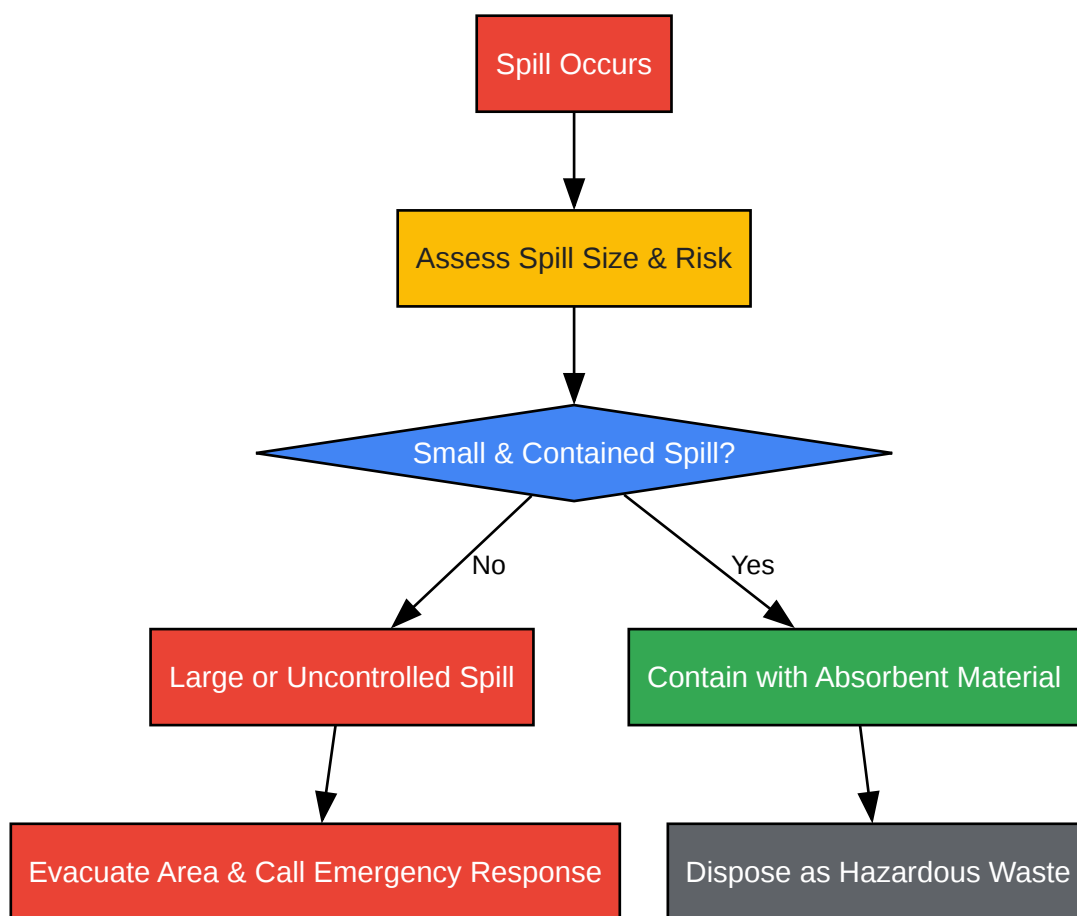 Spill Occurs
Assess Spill Size & Risk
Small & Contained Spill?
No
Yes
Large or Uncontrolled Spill
Contain with Absorbent Material
Evacuate Area & Call Emergency Response
Dispose as Hazardous Waste